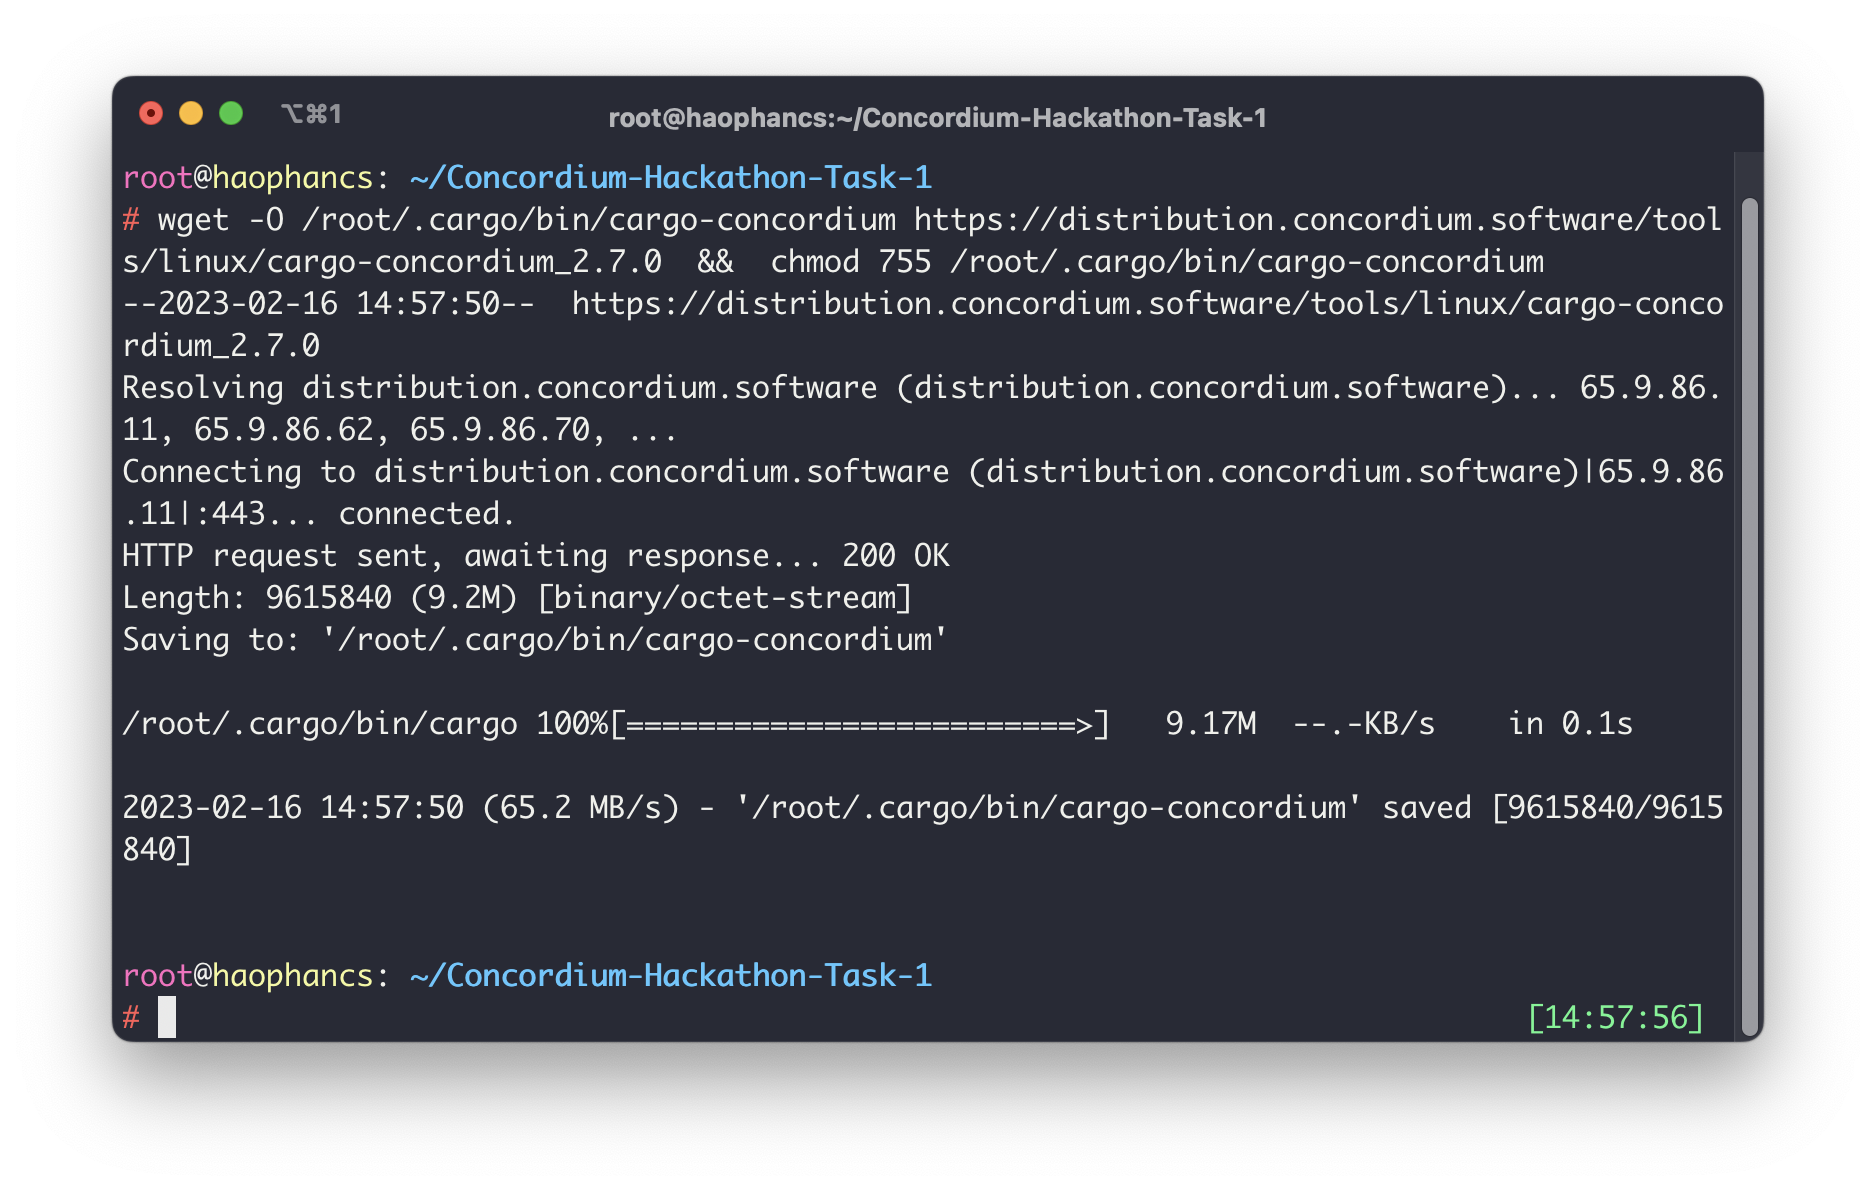 ⌥⌘1
root@haophancs:~/Concordium-Hackathon-Task-1
root@haophancs: ~/Concordium-Hackathon-Task-1
# wget -O /root/.cargo/bin/cargo-concordium https://distribution.concordium.software/tool
s/linux/cargo-concordium_2.7.0  &&  chmod 755 /root/.cargo/bin/cargo-concordium
--2023-02-16 14:57:50--  https://distribution.concordium.software/tools/linux/cargo-conco
rdium_2.7.0
Resolving distribution.concordium.software (distribution.concordium.software)... 65.9.86.
11, 65.9.86.62, 65.9.86.70, ...
Connecting to distribution.concordium.software (distribution.concordium.software)|65.9.86
.11|:443... connected.
HTTP request sent, awaiting response... 200 OK
Length: 9615840 (9.2M) [binary/octet-stream]
Saving to: '/root/.cargo/bin/cargo-concordium'
/root/.cargo/bin/cargo 100%[=========================>]   9.17M  --.-KB/s    in 0.1s
2023-02-16 14:57:50 (65.2 MB/s) - '/root/.cargo/bin/cargo-concordium' saved [9615840/9615
840]
root@haophancs: ~/Concordium-Hackathon-Task-1
# [14:57:56]